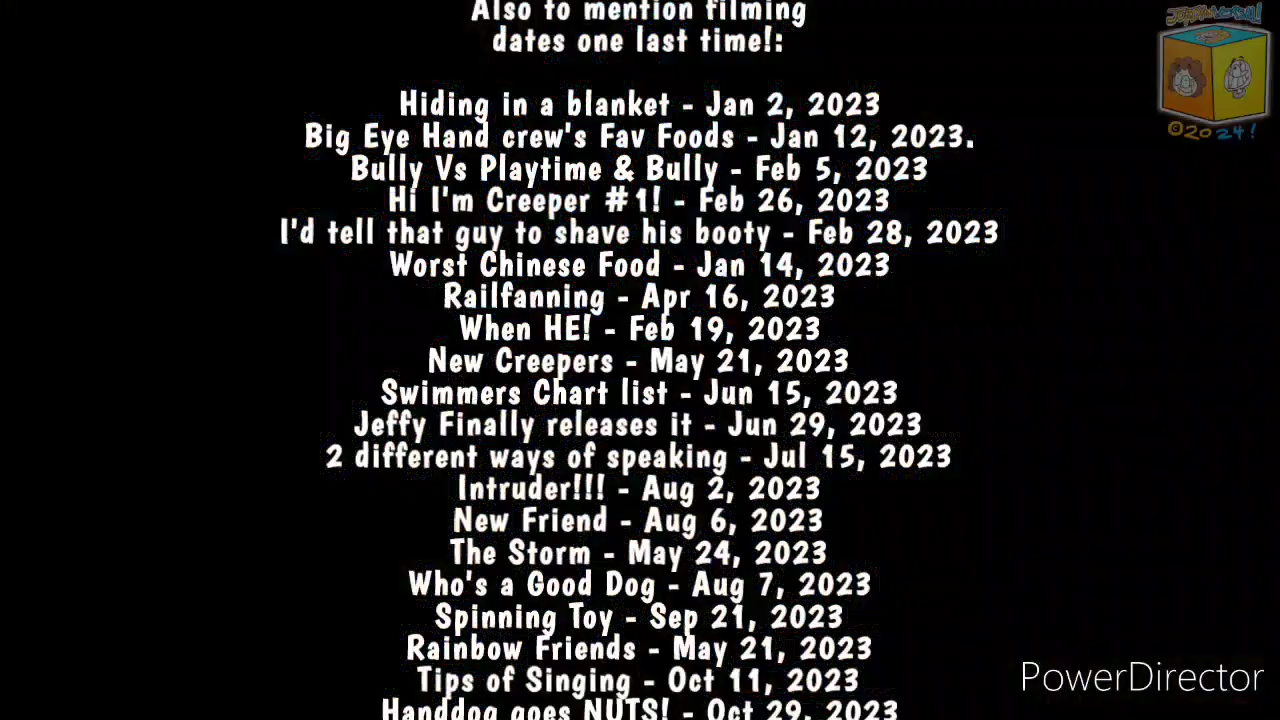 Also to mention filming
dates one last time!:
Hiding in a blanket - Jan 2, 2023
Big Eye Hand crew's Fav Foods - Jan 12, 2023.
Bully Vs Playtime & Bully - Feb 5, 2023
Hi I'm Creeper #1! - Feb 26, 2023
I'd tell that guy to shave his booty - Feb 28, 2023
Worst Chinese Food - Jan 14, 2023
Railfanning - Apr 16, 2023
When HE! - Feb 19, 2023
New Creepers - May 21, 2023
Swimmers Chart list - Jun 15, 2023
Jeffy Finally releases it - Jun 29, 2023
2 different ways of speaking - Jul 15, 2023
Intruder!!! - Aug 2, 2023
New Friend - Aug 6, 2023
The Storm - May 24, 2023
Who's a Good Dog - Aug 7, 2023
Spinning Toy - Sep 21, 2023
Rainbow Friends - May 21, 2023
Tips of Singing - Oct 11, 2023
Handdog goes NUTS! - Oct 29, 2023
©2024!
PowerDirector